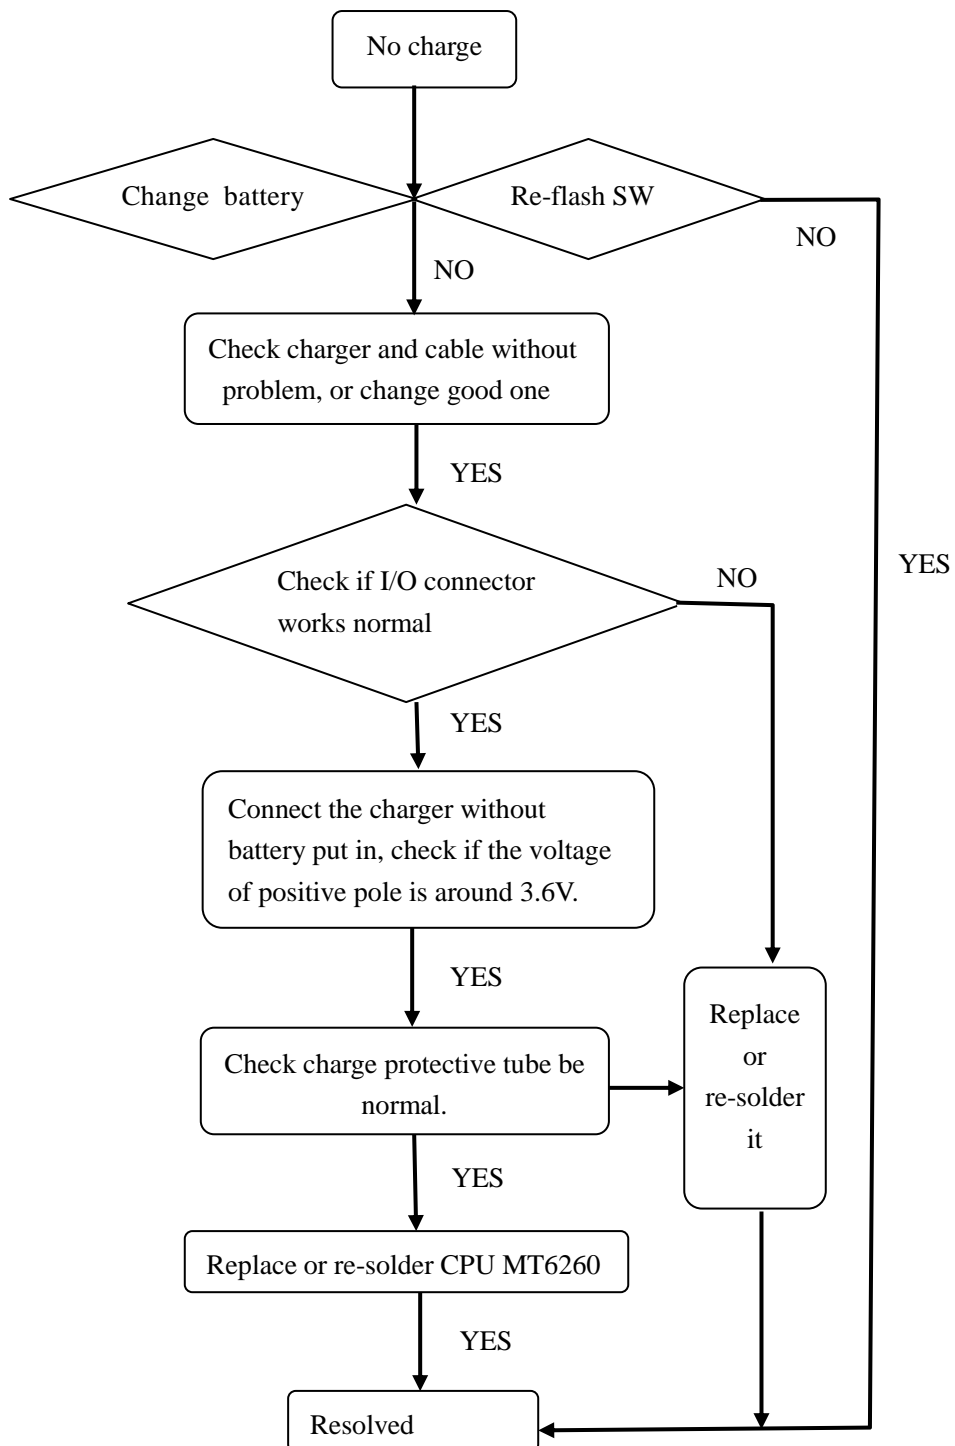 No charge
Change battery
Re-flash SW
NO
NO
Check charger and cable without
problem, or change good one
YES
Check if I/O connector
works normal
NO
YES
YES
Connect the charger without
battery put in, check if the voltage
of positive pole is around 3.6V.
YES
Check charge protective tube be
normal.
Replace
or
re-solder
it
YES
Replace or re-solder CPU MT6260
YES
Resolved